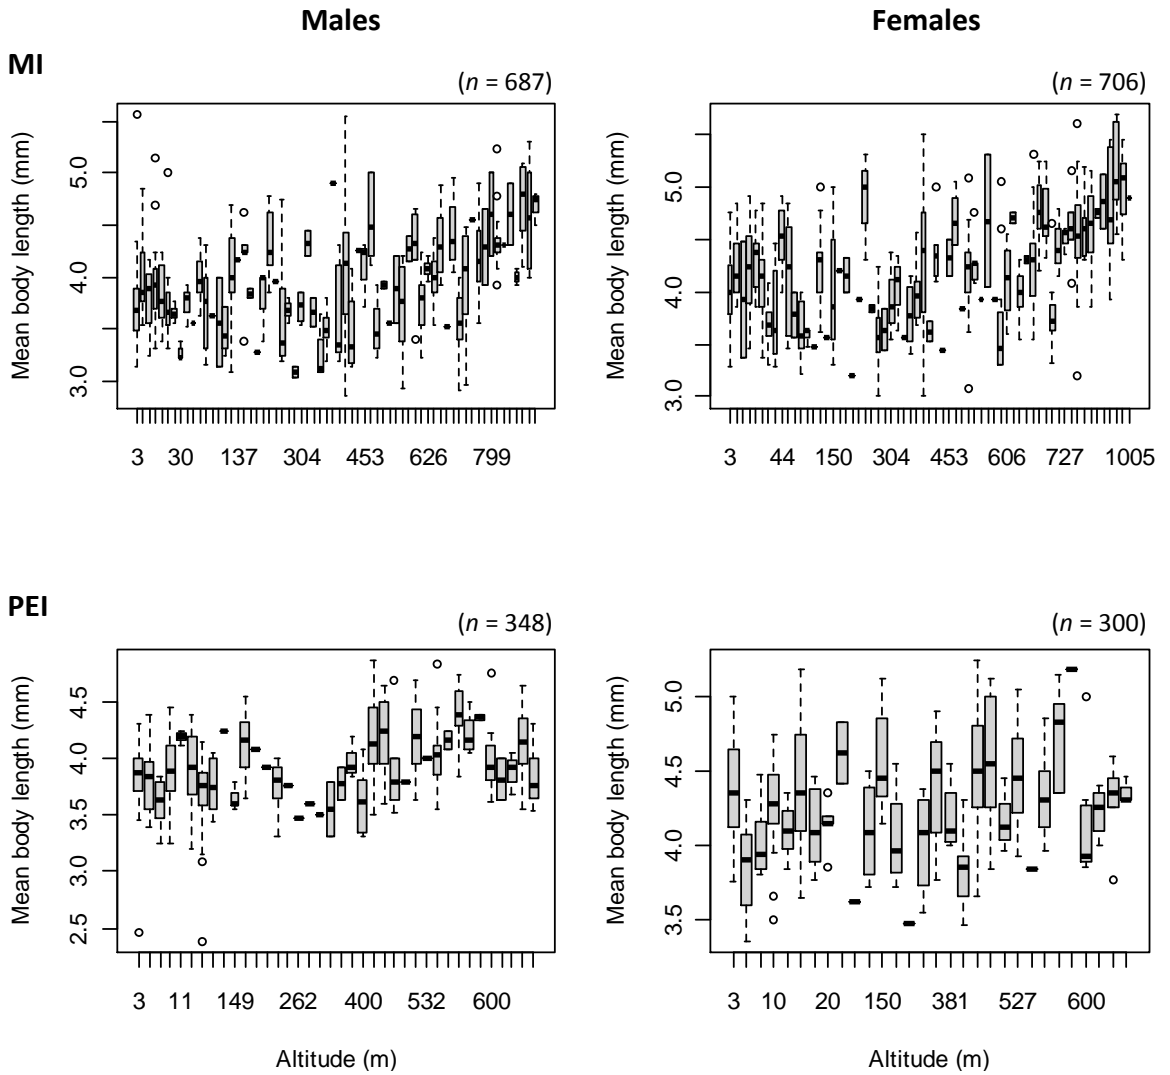 Males
Females
MI
(n = 687)
(n = 706)
Mean body length (mm)
5.0
4.0
3.0
3 30 137 304 453 626 799
Mean body length (mm)
5.0
4.0
3.0
3 44 150 304 453 606 727 1005
PEI
(n = 348)
(n = 300)
Mean body length (mm)
4.5
4.0
3.5
3.0
2.5
3 11 149 262 400 532 600
Altitude (m)
Mean body length (mm)
5.0
4.5
4.0
3.5
3 10 20 150 381 527 600
Altitude (m)